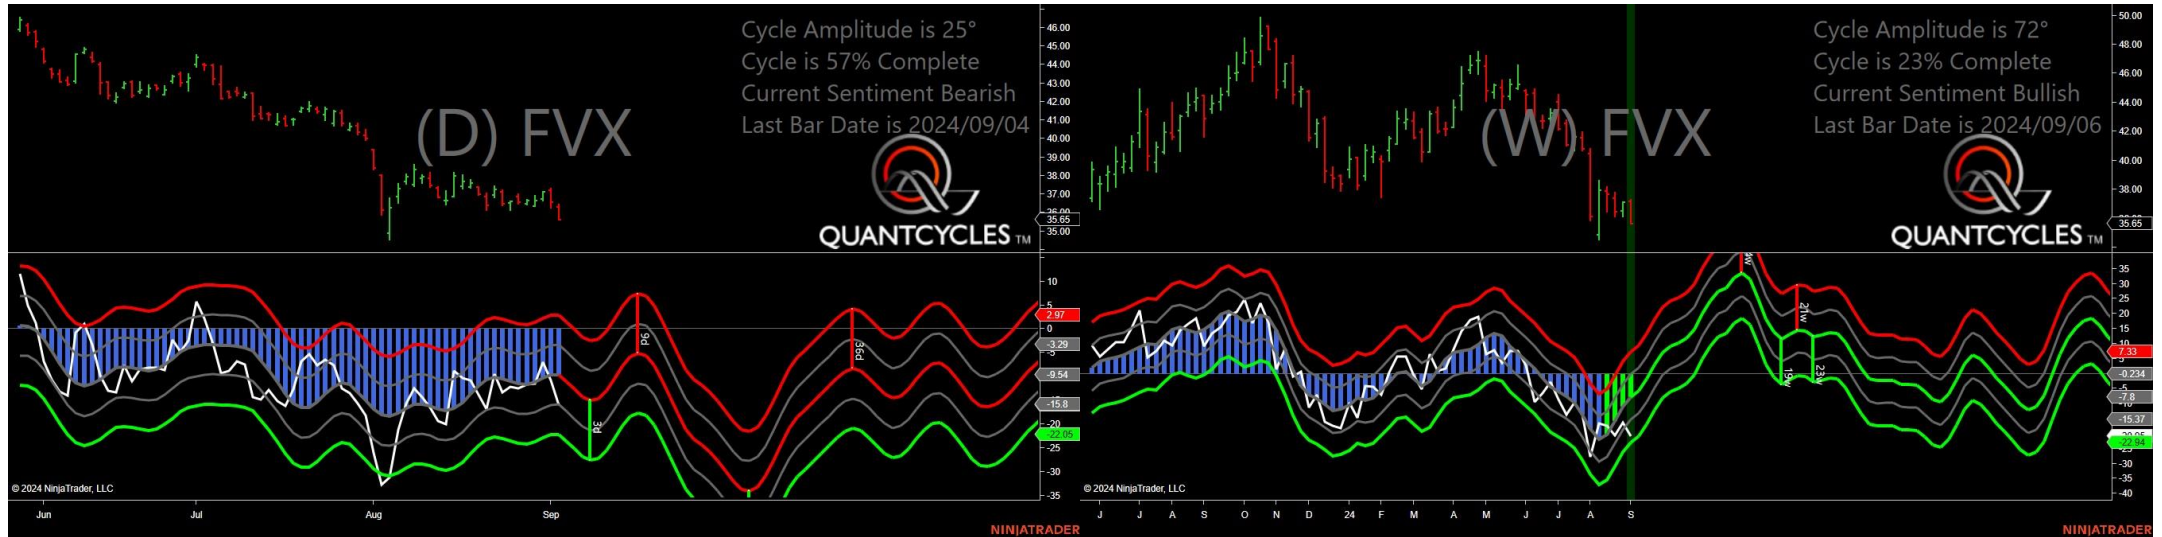 Cycle Amplitude is 25°
Cycle is 57% Complete
Current Sentiment Bearish
Last Bar Date is 2024/09/04
(D) FVX
QUANTCYCLES TM
46.00
45.00
44.00
43.00
42.00
41.00
40.00
39.00
38.00
37.00
36.00
35.65
35.00
10
5
2.97
0
-3.29
-5
-9.54
-15.8
-20
-22.05
-25
-30
-35
9d
36d
3d
© 2024 NinjaTrader, LLC
Jun Jul Aug Sep
NINJATRADER
Cycle Amplitude is 72°
Cycle is 23% Complete
Current Sentiment Bullish
Last Bar Date is 2024/09/06
(W) FVX
QUANTCYCLES TM
50.00
48.00
46.00
44.00
42.00
40.00
38.00
35.65
35
30
25
20
15
7.33
-0.234
-5
-7.8
-15.37
-22.94
-30
-35
-40
21w
19w
23w
© 2024 NinjaTrader, LLC
J J A S O N D 24 F M A M J J A S
NINJATRADER